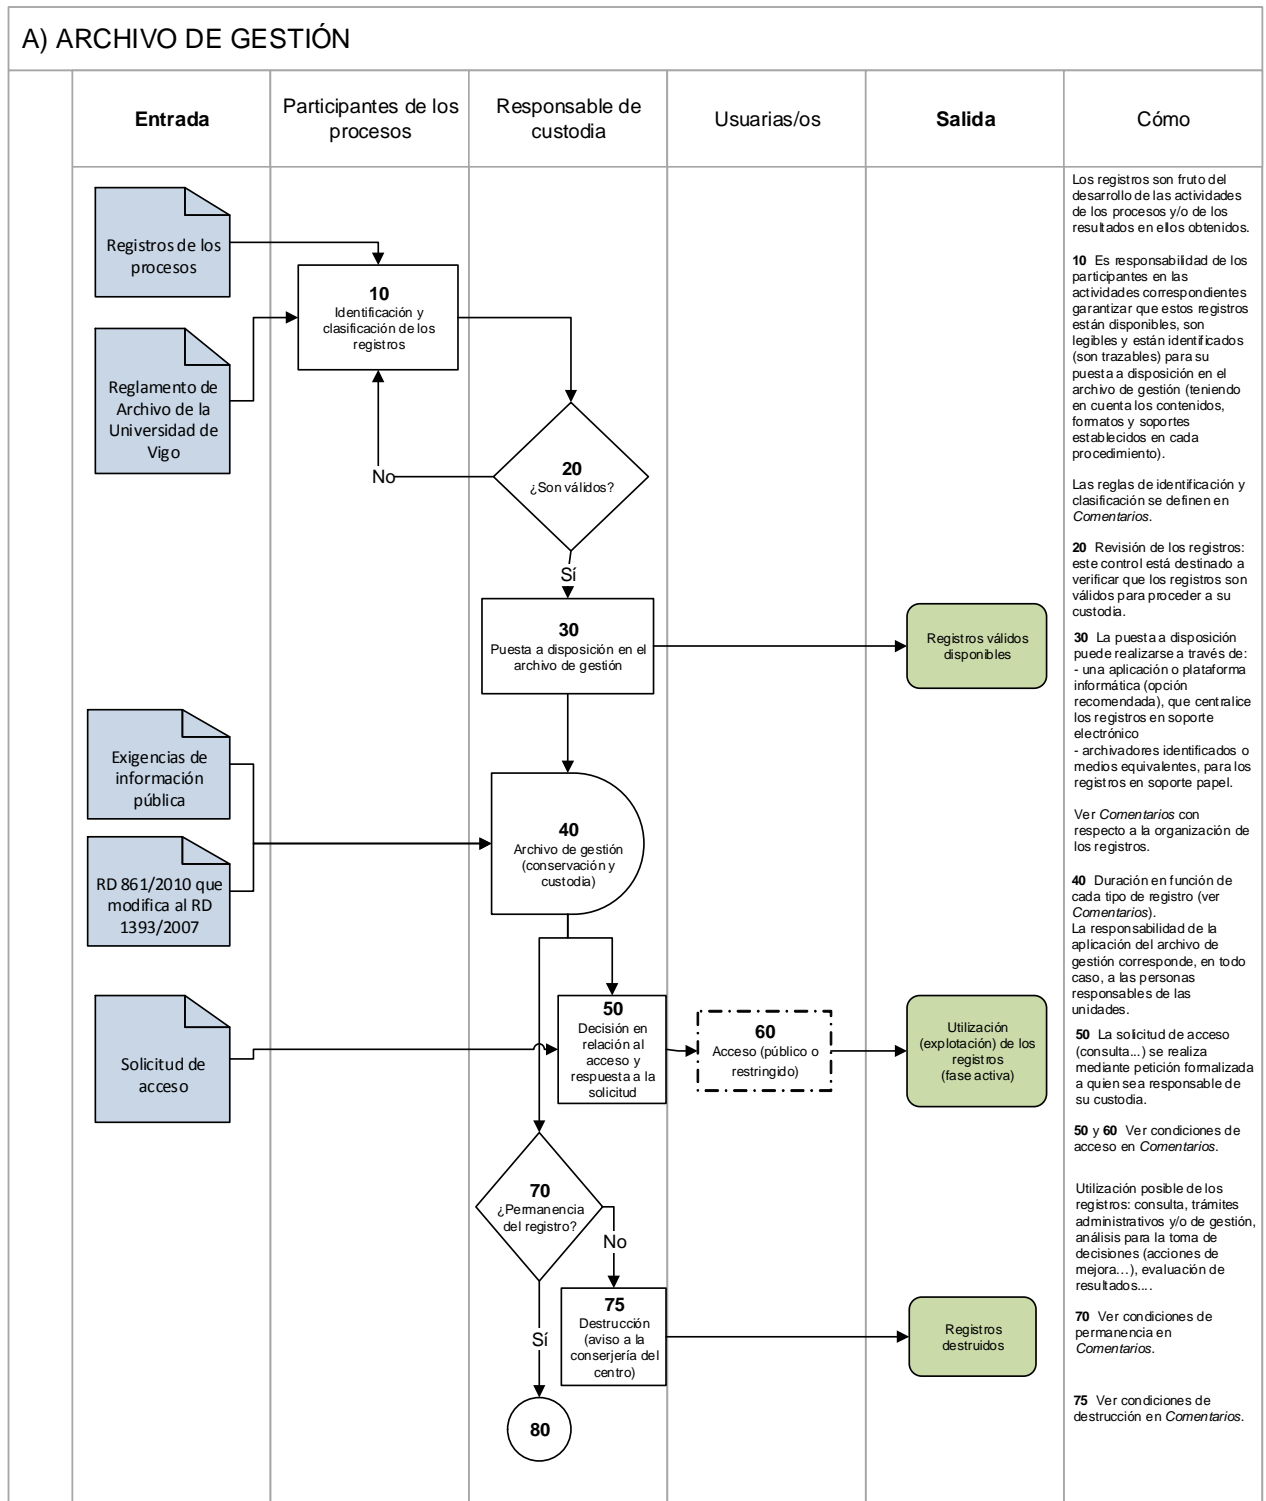 A) ARCHIVO DE GESTIÓN
Entrada
Participantes de los
procesos
Responsable de
custodia
Usuarias/os
Salida
Cómo
Registros de los
procesos
Reglamento de
Archivo de la
Universidad de
Vigo
10
Identificación y
clasificación de los
registros
20
¿Son válidos?
No
Sí
30
Puesta a disposición en el
archivo de gestión
Registros válidos
disponibles
Exigencias de
información
pública
RD 861/2010 que
modifica al RD
1393/2007
40
Archivo de gestión
(conservación y
custodia)
Solicitud de
acceso
50
Decisión en
relación al
acceso y
respuesta a la
solicitud
60
Acceso (público o
restringido)
Utilización
(explotación) de los
registros
(fase activa)
70
¿Permanencia
del registro?
No
Sí
75
Destrucción
(aviso a la
conserjería del
centro)
Registros
destruidos
80
Los registros son fruto del
desarrollo de las actividades
de los procesos y/o de los
resultados en ellos obtenidos.
10 Es responsabilidad de los
participantes en las
actividades correspondientes
garantizar que estos registros
están disponibles, son
legibles y están identificados
(son trazables) para su
puesta a disposición en el
archivo de gestión (teniendo
en cuenta los contenidos,
formatos y soportes
establecidos en cada
procedimiento).
Las reglas de identificación y
clasificación se definen en
Comentarios.
20 Revisión de los registros:
este control está destinado a
verificar que los registros son
válidos para proceder a su
custodia.
30 La puesta a disposición
puede realizarse a través de:
- una aplicación o plataforma
informática (opción
recomendada), que centralice
los registros en soporte
electrónico
- archivadores identificados o
medios equivalentes, para los
registros en soporte papel.
Ver Comentarios con
respecto a la organización de
los registros.
40 Duración en función de
cada tipo de registro (ver
Comentarios).
La responsabilidad de la
aplicación del archivo de
gestión corresponde, en todo
caso, a las personas
responsables de las
unidades.
50 La solicitud de acceso
(consulta...) se realiza
mediante petición formalizada
a quien sea responsable de
su custodia.
50 y 60 Ver condiciones de
acceso en Comentarios.
Utilización posible de los
registros: consulta, trámites
administrativos y/o de gestión,
análisis para la toma de
decisiones (acciones de
mejora...), evaluación de
resultados....
70 Ver condiciones de
permanencia en
Comentarios.
75 Ver condiciones de
destrucción en Comentarios.